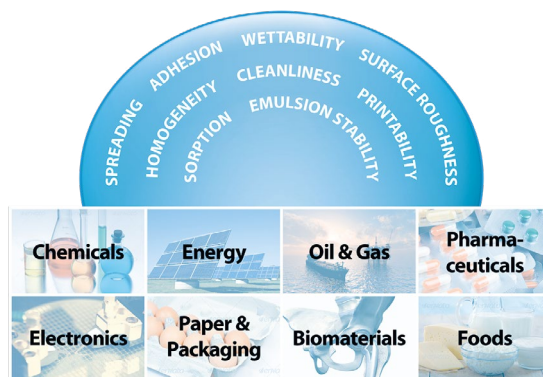 SPREADING
ADHESION
WETTABILITY
SURFACE ROUGHNESS
HOMOGENEITY
CLEANLINESS
PRINTABILITY
SORPTION
EMULSION STABILITY
Chemicals
Energy
Oil & Gas
Pharma-
ceuticals
Electronics
Paper &
Packaging
Biomaterials
Foods